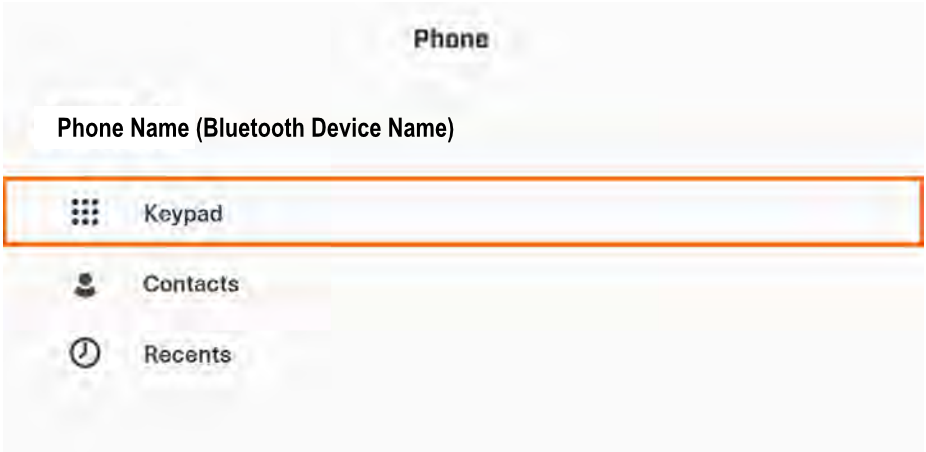 Phone
Phone Name (Bluetooth Device Name)
Keypad
Contacts
Recents